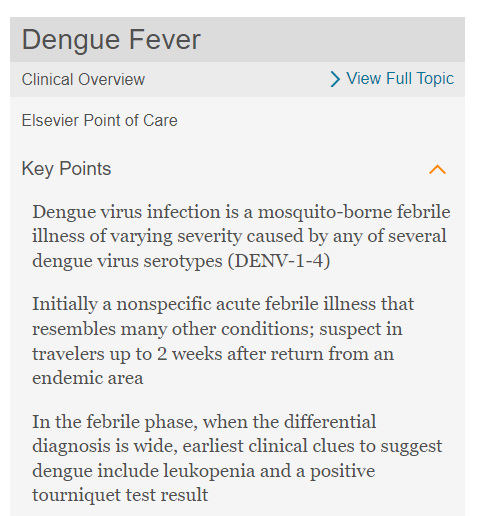 Dengue Fever
Clinical Overview
View Full Topic
Elsevier Point of Care
Key Points
Dengue virus infection is a mosquito-borne febrile
illness of varying severity caused by any of several
dengue virus serotypes (DENV-1-4)
Initially a nonspecific acute febrile illness that
resembles many other conditions; suspect in
travelers up to 2 weeks after return from an
endemic area
In the febrile phase, when the differential
diagnosis is wide, earliest clinical clues to suggest
dengue include leukopenia and a positive
tourniquet test result